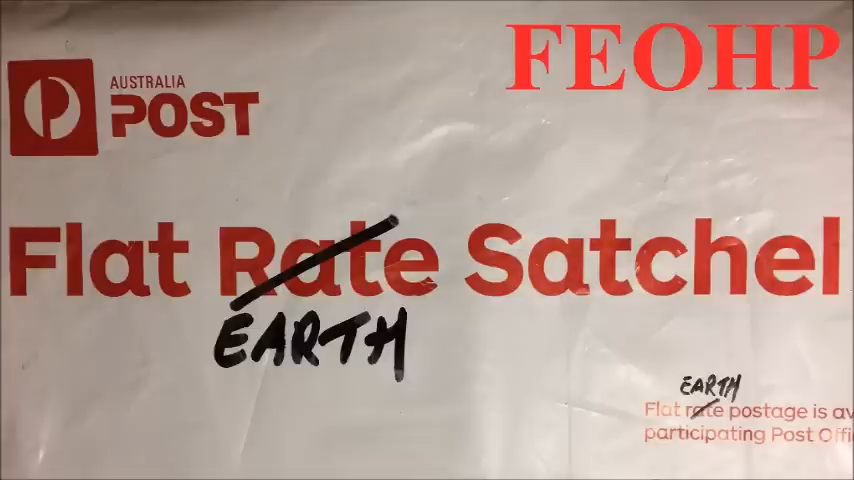 FEOHP
AUSTRALIA
POST
Flat Rate Satchel
EARTH
EARTH
Flat rate postage is av
participating Post Offi